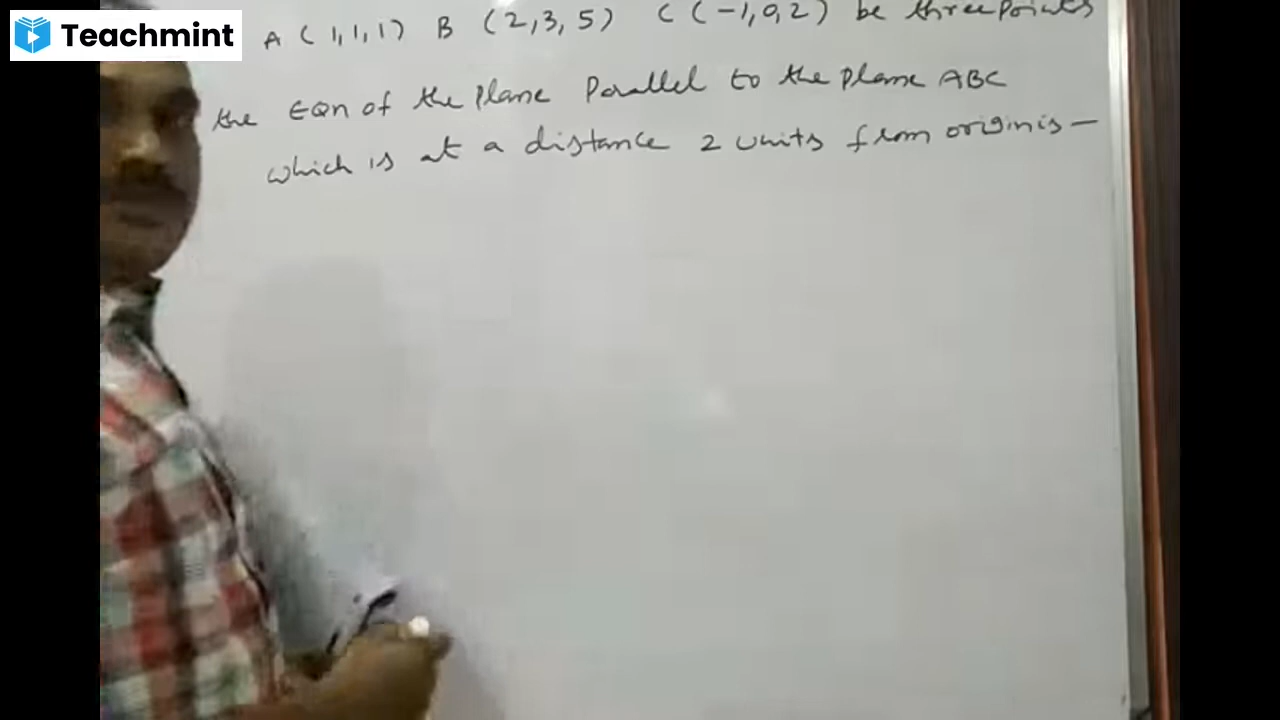 Teachmint
A (1,1,1) B (2,3,5) C (-1,0,2) be three points
the EQn of the Plane Parallel to the Plane ABC
which is at a distance 2 units from origin is —